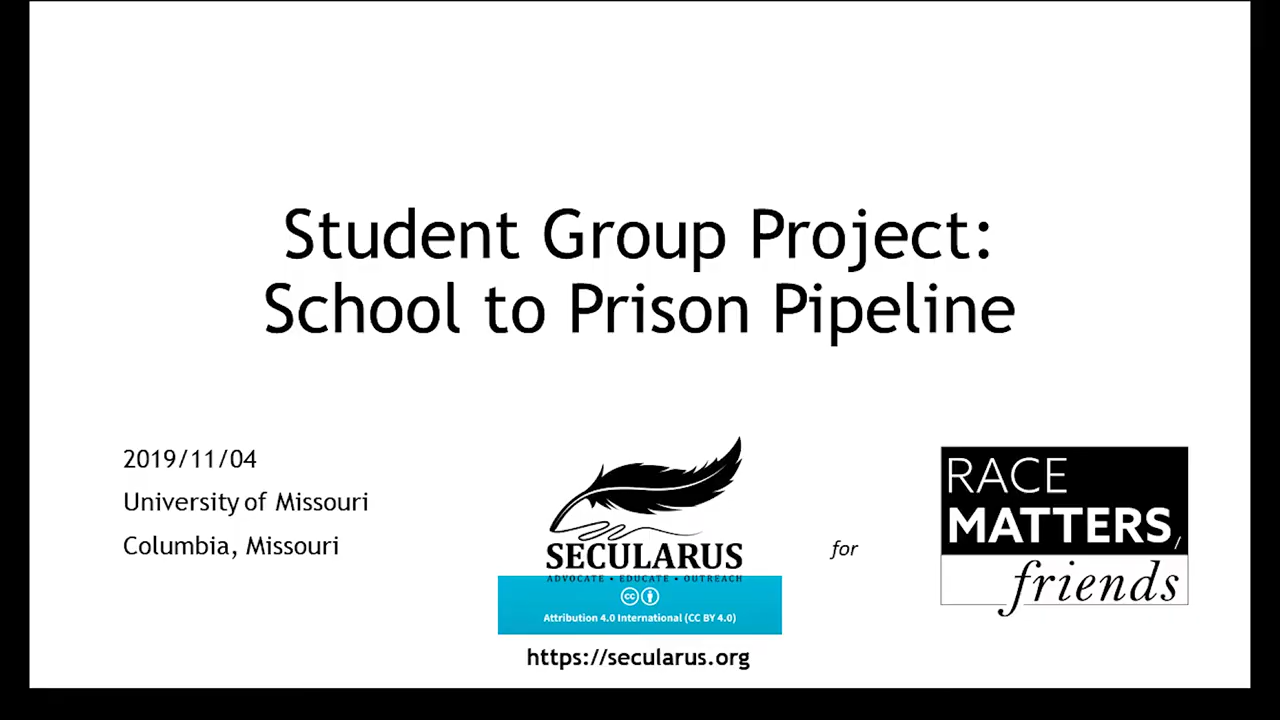 Student Group Project:
School to Prison Pipeline
2019/11/04
University of Missouri
Columbia, Missouri
SECULARUS
ADVOCATE • EDUCATE • OUTREACH
Attribution 4.0 International (CC BY 4.0)
https://secularus.org
for
RACE
MATTERS,
friends